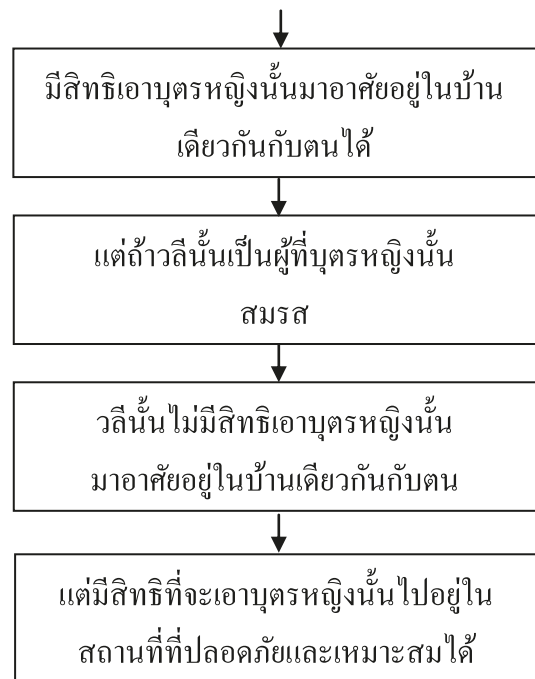 มีสิทธิเอาบุตรหญิงนั้นมาอาศัยอยู่ในบ้าน
เดียวกันกับตนได้
แต่ถ้าวลีนั้นเป็นผู้ที่บุตรหญิงนั้น
สมรส
วลีนั้นไม่มีสิทธิเอาบุตรหญิงนั้น
มาอาศัยอยู่ในบ้านเดียวกันกับตน
แต่มีสิทธิที่จะเอาบุตรหญิงนั้นไปอยู่ใน
สถานที่ที่ปลอดภัยและเหมาะสมได้